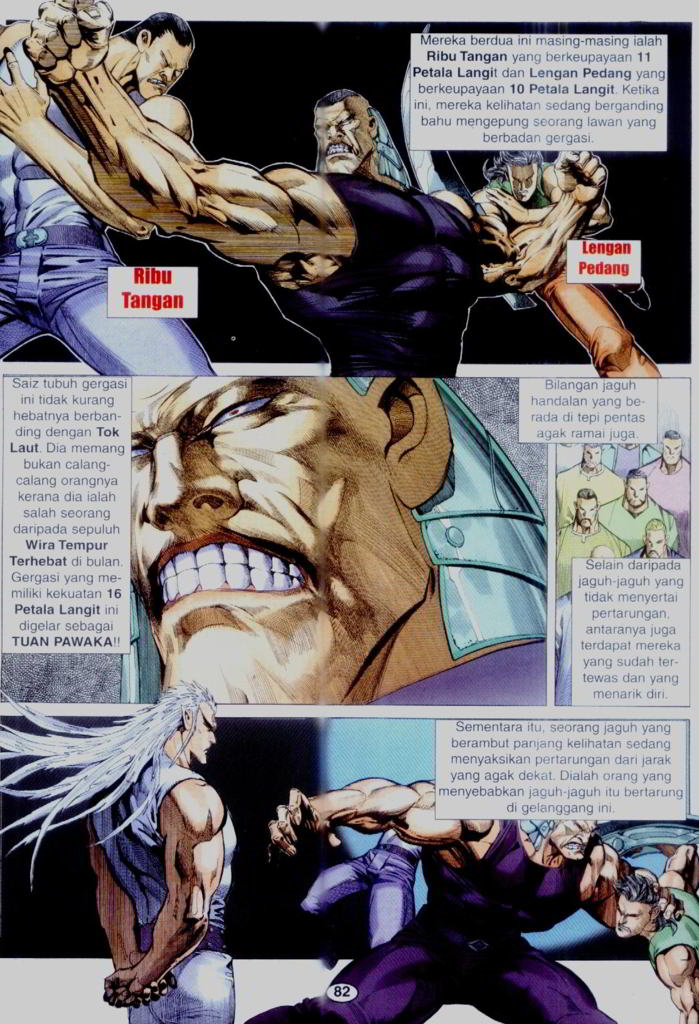 Mereka berdua ini masing-masing ialah
Ribu Tangan yang berkeupayaan 11
Petala Langit dan Lengan Pedang yang
berkeupayaan 10 Petala Langit. Ketika
ini, mereka kelihatan sedang berganding
bahu mengepung seorang lawan yang
berbadan gergasi.
Ribu
Tangan
Lengan
Pedang
Saiz tubuh gergasi
ini tidak kurang
hebatnya berban-
ding dengan Tok
Laut. Dia memang
bukan calang-
calang orangnya
kerana dia ialah
salah seorang
daripada sepuluh
Wira Tempur
Terhebat di bulan.
Gergasi yang me-
miliki kekuatan 16
Petala Langit ini
digelar sebagai
TUAN PAWAKA!!
Bilangan jaguh
handalan yang be-
rada di tepi pentas
agak ramai juga.
Selain daripada
jaguh-jaguh yang
tidak menyertai
pertarungan,
antaranya juga
terdapat mereka
yang sudah ter-
tewas dan yang
menarik diri.
Sementara itu, seorang jaguh yang
berambut panjang kelihatan sedang
menyaksikan pertarungan dari jarak
yang agak dekat. Dialah orang yang
menyebabkan jaguh-jaguh itu bertarung
di gelanggang ini.
82